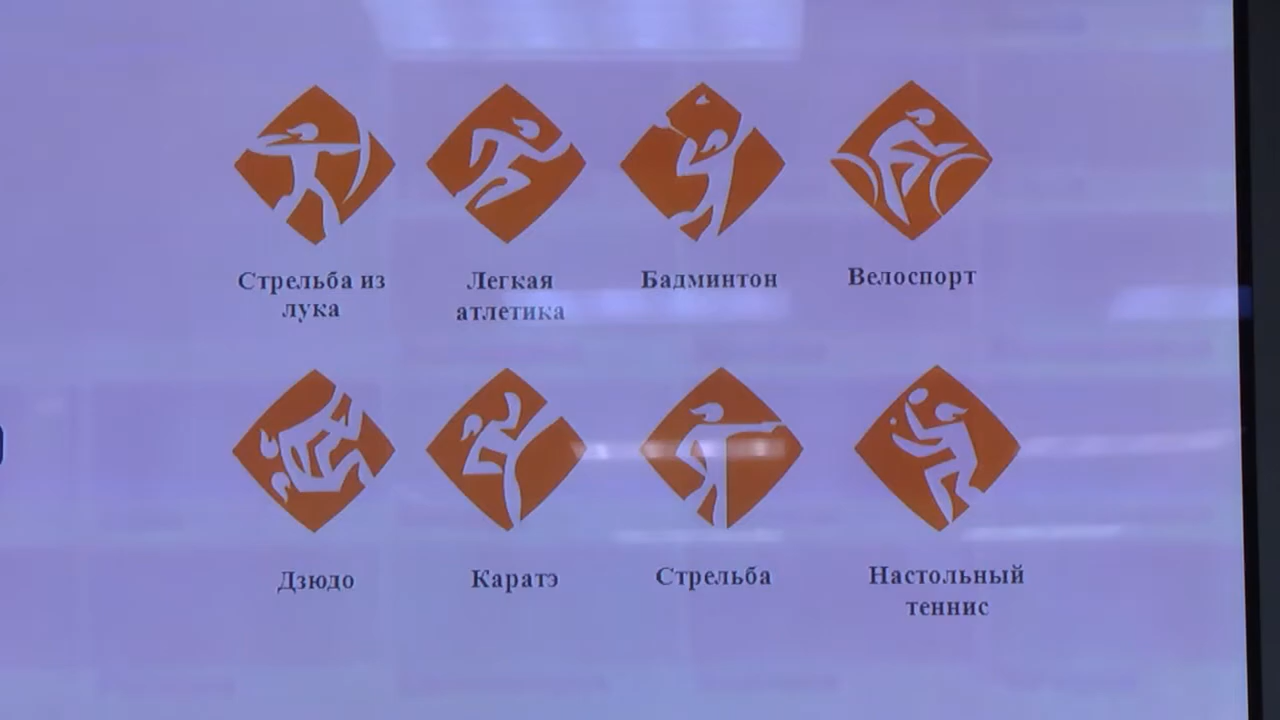 Стрельба из
лука
Легкая
атлетика
Бадминтон
Велоспорт
Дзюдо
Каратэ
Стрельба
Настольный
теннис